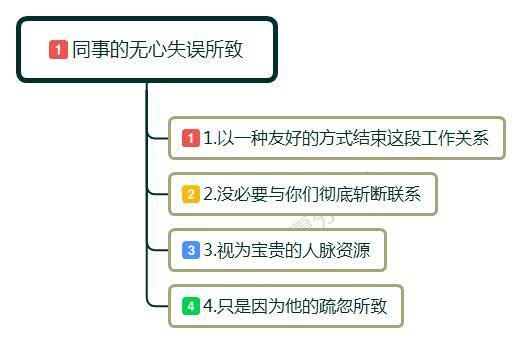 1 同事的无心失误所致
1 1.以一种友好的方式结束这段工作关系
2 2.没必要与你们彻底斩断联系
3 3.视为宝贵的人脉资源
4 4.只是因为他的疏忽所致